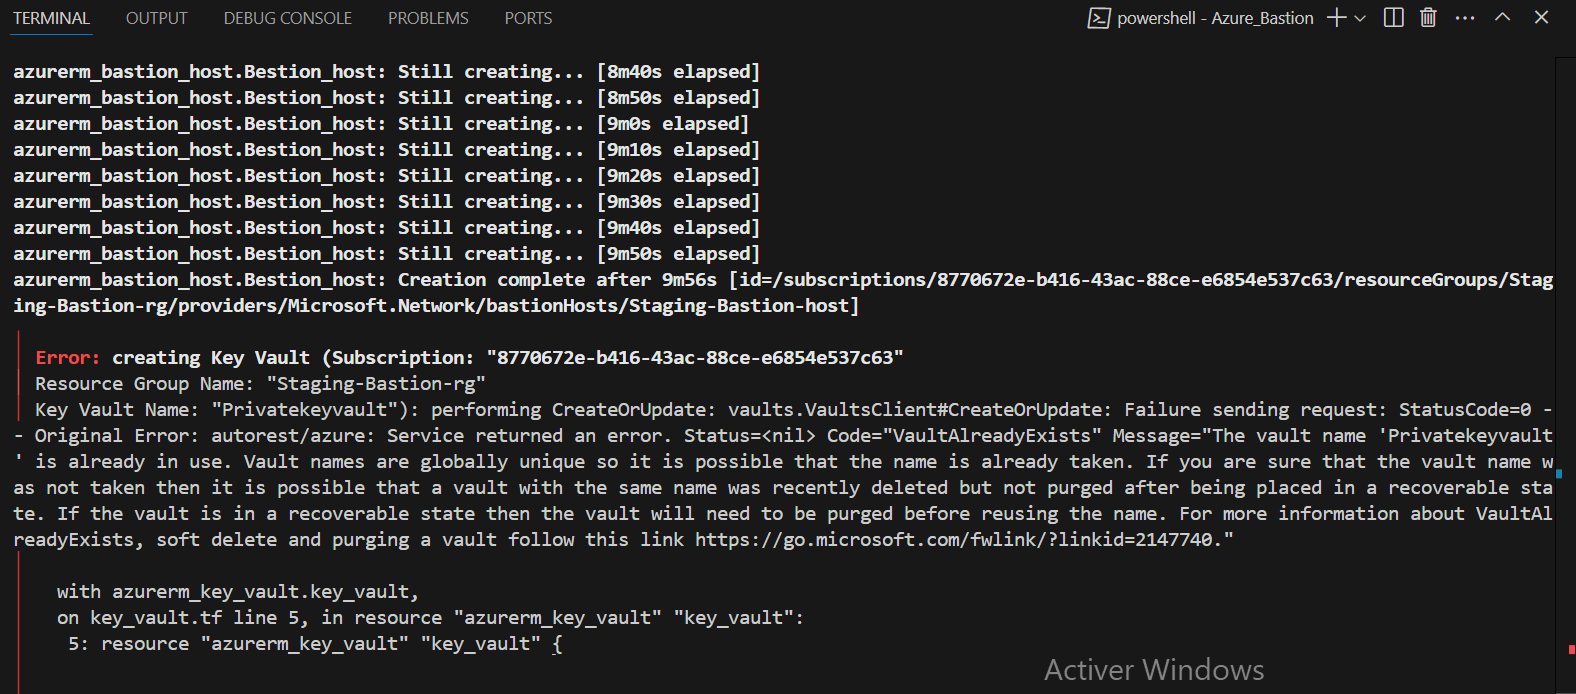 TERMINAL OUTPUT DEBUG CONSOLE PROBLEMS PORTS powershell - Azure_Bastion
azurerm_bastion_host.Bestion_host: Still creating... [8m40s elapsed]
azurerm_bastion_host.Bestion_host: Still creating... [8m50s elapsed]
azurerm_bastion_host.Bestion_host: Still creating... [9m0s elapsed]
azurerm_bastion_host.Bestion_host: Still creating... [9m10s elapsed]
azurerm_bastion_host.Bestion_host: Still creating... [9m20s elapsed]
azurerm_bastion_host.Bestion_host: Still creating... [9m30s elapsed]
azurerm_bastion_host.Bestion_host: Still creating... [9m40s elapsed]
azurerm_bastion_host.Bestion_host: Still creating... [9m50s elapsed]
azurerm_bastion_host.Bestion_host: Creation complete after 9m56s [id=/subscriptions/8770672e-b416-43ac-88ce-e6854e537c63/resourceGroups/Stag
ing-Bastion-rg/providers/Microsoft.Network/bastionHosts/Staging-Bastion-host]
Error: creating Key Vault (Subscription: "8770672e-b416-43ac-88ce-e6854e537c63"
Resource Group Name: "Staging-Bastion-rg"
Key Vault Name: "Privatekeyvault"): performing CreateOrUpdate: vaults.VaultsClient#CreateOrUpdate: Failure sending request: StatusCode=0 -
- Original Error: autorest/azure: Service returned an error. Status=<nil> Code="VaultAlreadyExists" Message="The vault name 'Privatekeyvault
' is already in use. Vault names are globally unique so it is possible that the name is already taken. If you are sure that the vault name w
as not taken then it is possible that a vault with the same name was recently deleted but not purged after being placed in a recoverable sta
te. If the vault is in a recoverable state then the vault will need to be purged before reusing the name. For more information about VaultAl
readyExists, soft delete and purging a vault follow this link https://go.microsoft.com/fwlink/?linkid=2147740."
with azurerm_key_vault.key_vault,
on key_vault.tf line 5, in resource "azurerm_key_vault" "key_vault":
5: resource "azurerm_key_vault" "key_vault" {
Activer Windows